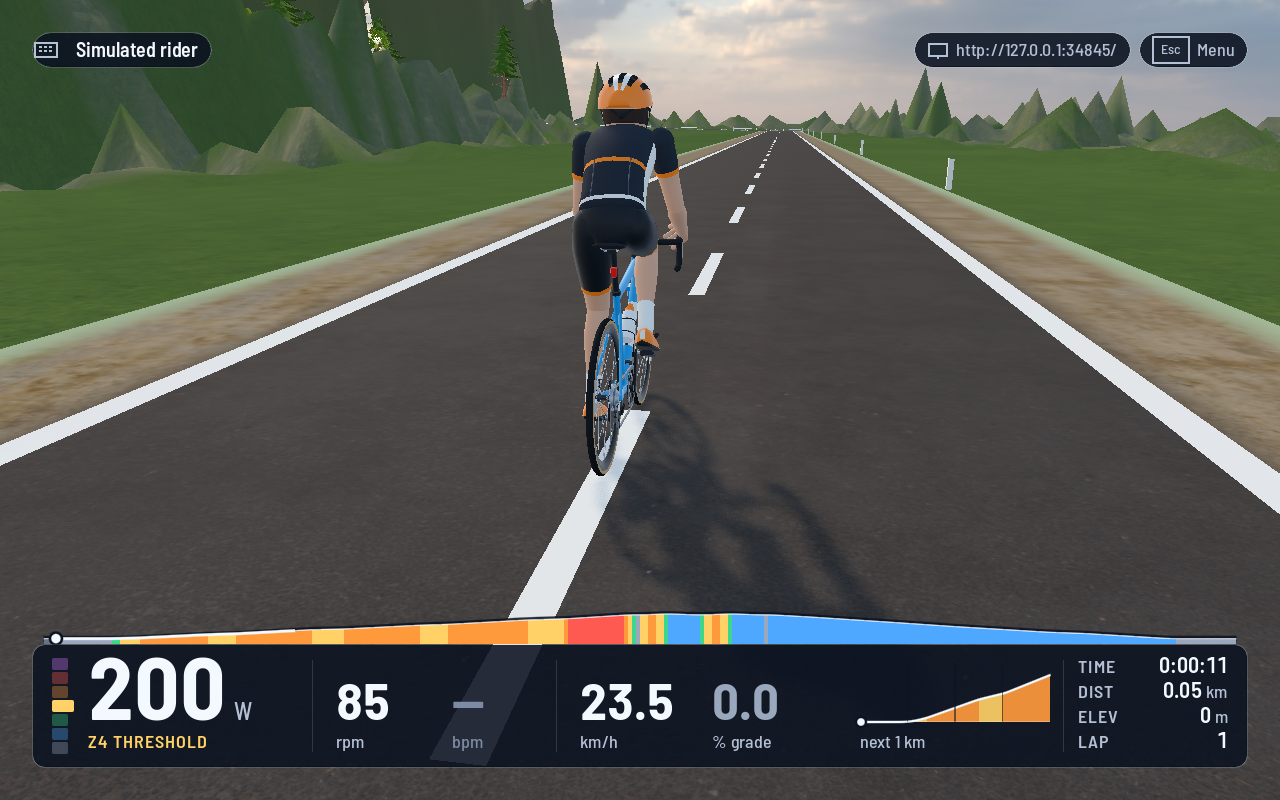 Simulated rider
http://127.0.0.1:34845/
Esc Menu
200 W
Z4 THRESHOLD
85
rpm
–
bpm
23.5
km/h
0.0
% grade
next 1 km
TIME 0:00:11
DIST 0.05 km
ELEV 0 m
LAP 1